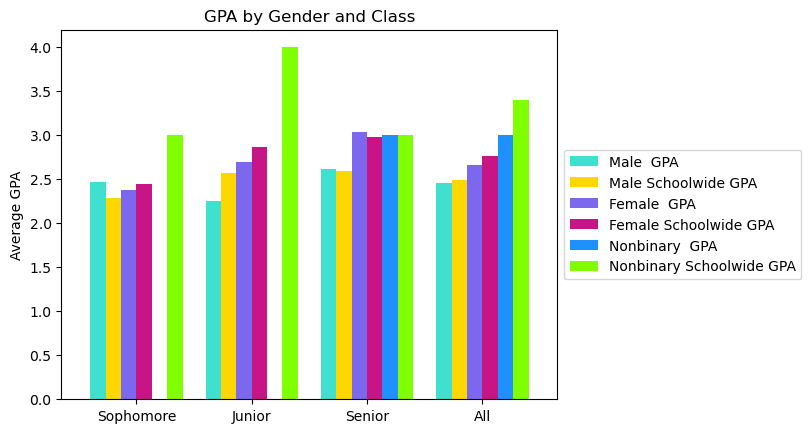 GPA by Gender and Class
4.0
3.5
3.0
2.5
2.0
1.5
1.0
0.5
0.0
Average GPA
Sophomore
Junior
Senior
All
Male  GPA
Male Schoolwide GPA
Female  GPA
Female Schoolwide GPA
Nonbinary  GPA
Nonbinary Schoolwide GPA